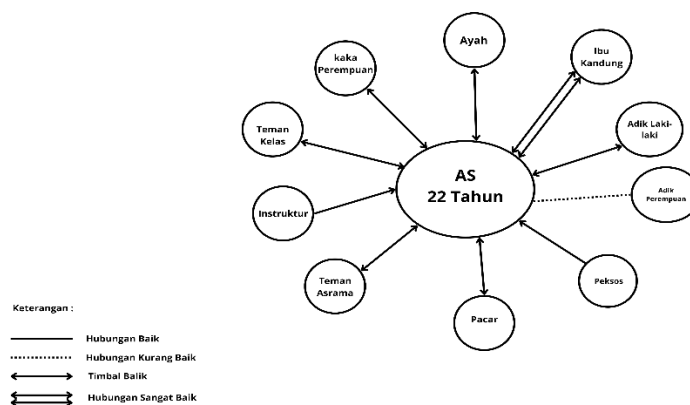 Ayah
Ibu
Kandung
kaka
Perempuan
Adik Laki-
laki
Teman
Kelas
AS
22 Tahun
Adik
Perempuan
Instruktur
Teman
Asrama
Peksos
Pacar
Keterangan :
Hubungan Baik
Hubungan Kurang Baik
Timbal Balik
Hubungan Sangat Baik